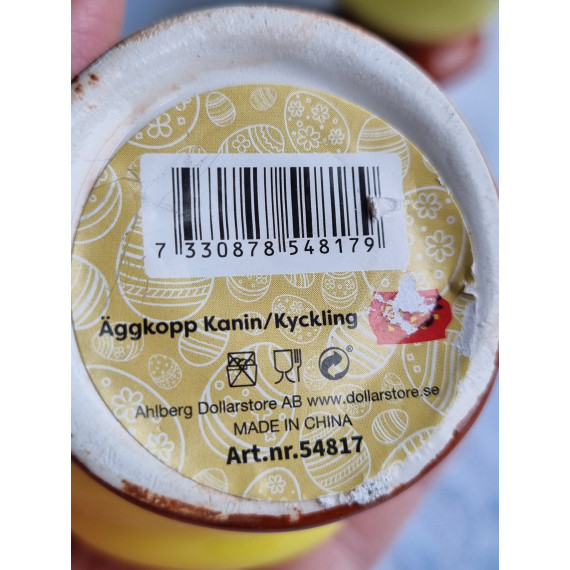 7 330878 548179
Äggkopp Kanin/Kyckling
Ahlberg Dollarstore AB www.dollarstore.se
MADE IN CHINA
Art.nr.54817